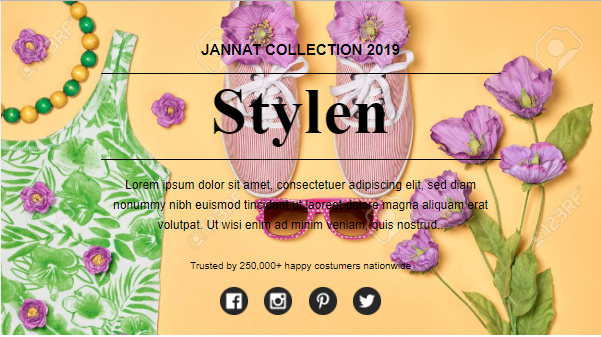 JANNAT COLLECTION 2019
Stylen
Lorem ipsum dolor sit amet, consectetuer adipiscing elit, sed diam
nonummy nibh euismod tincidunt ut laoreet dolore magna aliquam erat
volutpat. Ut wisi enim ad minim veniam, quis nostrud..
Trusted by 250,000+ happy costumers nationwide